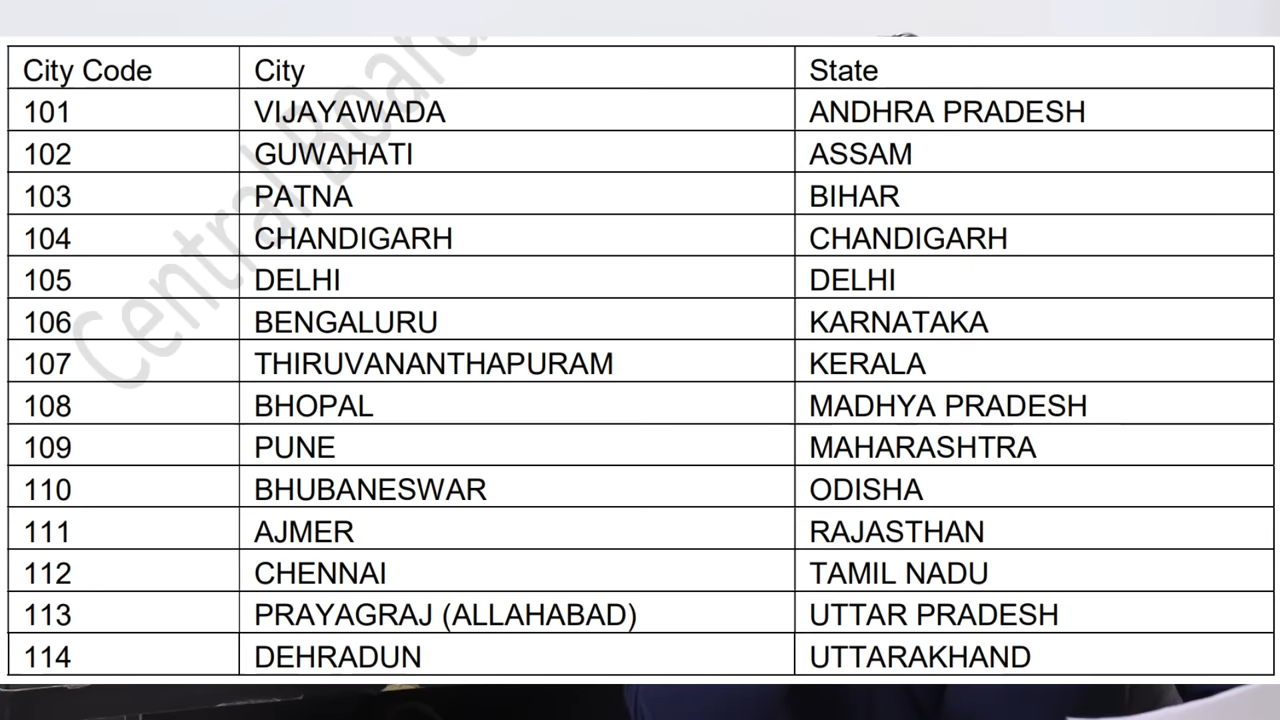 City Code City State
101 VIJAYAWADA ANDHRA PRADESH
102 GUWAHATI ASSAM
103 PATNA BIHAR
104 CHANDIGARH CHANDIGARH
105 DELHI DELHI
106 BENGALURU KARNATAKA
107 THIRUVANANTHAPURAM KERALA
108 BHOPAL MADHYA PRADESH
109 PUNE MAHARASHTRA
110 BHUBANESWAR ODISHA
111 AJMER RAJASTHAN
112 CHENNAI TAMIL NADU
113 PRAYAGRAJ (ALLAHABAD) UTTAR PRADESH
114 DEHRADUN UTTARAKHAND
Central Board